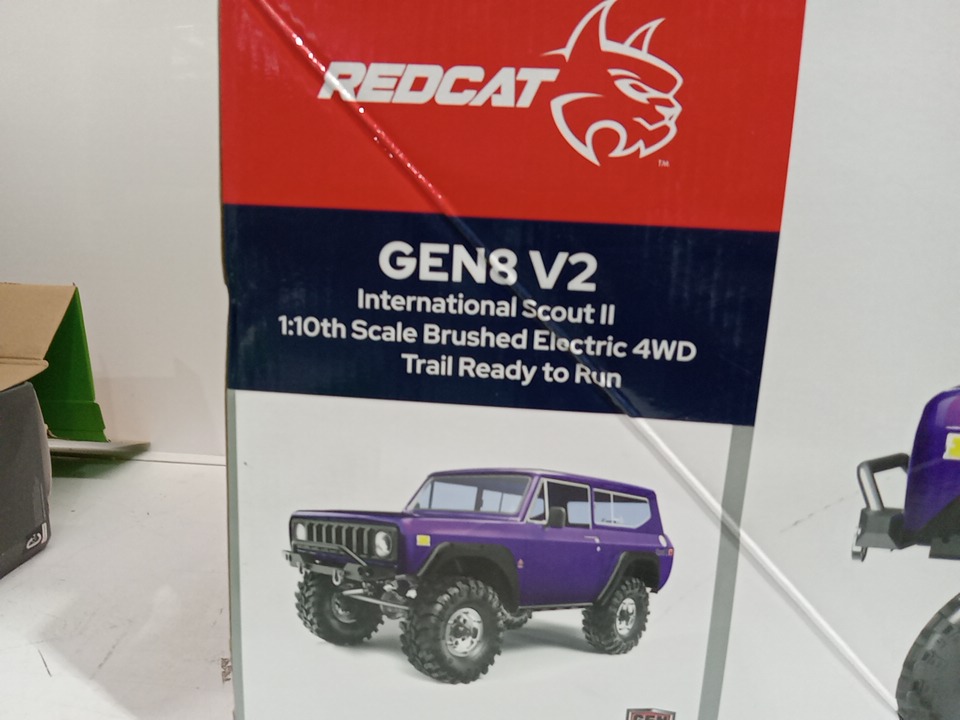 REDCAT
TM
GEN8 V2
International Scout II
1:10th Scale Brushed Electric 4WD
Trail Ready to Run